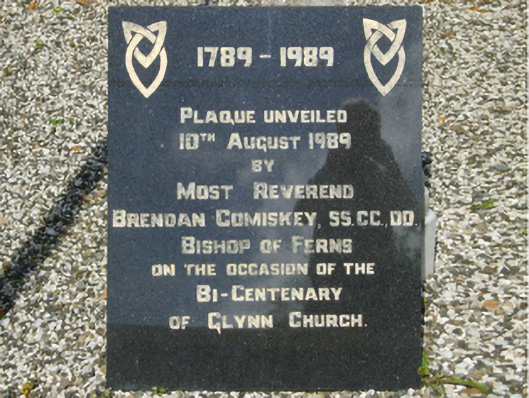 1789 - 1989
PLAQUE UNVEILED
10TH AUGUST 1989
BY
MOST REVEREND
BRENDAN COMISKEY, SS.CC., DD.
BISHOP OF FERNS
ON THE OCCASION OF THE
BI-CENTENARY
OF GLYNN CHURCH.